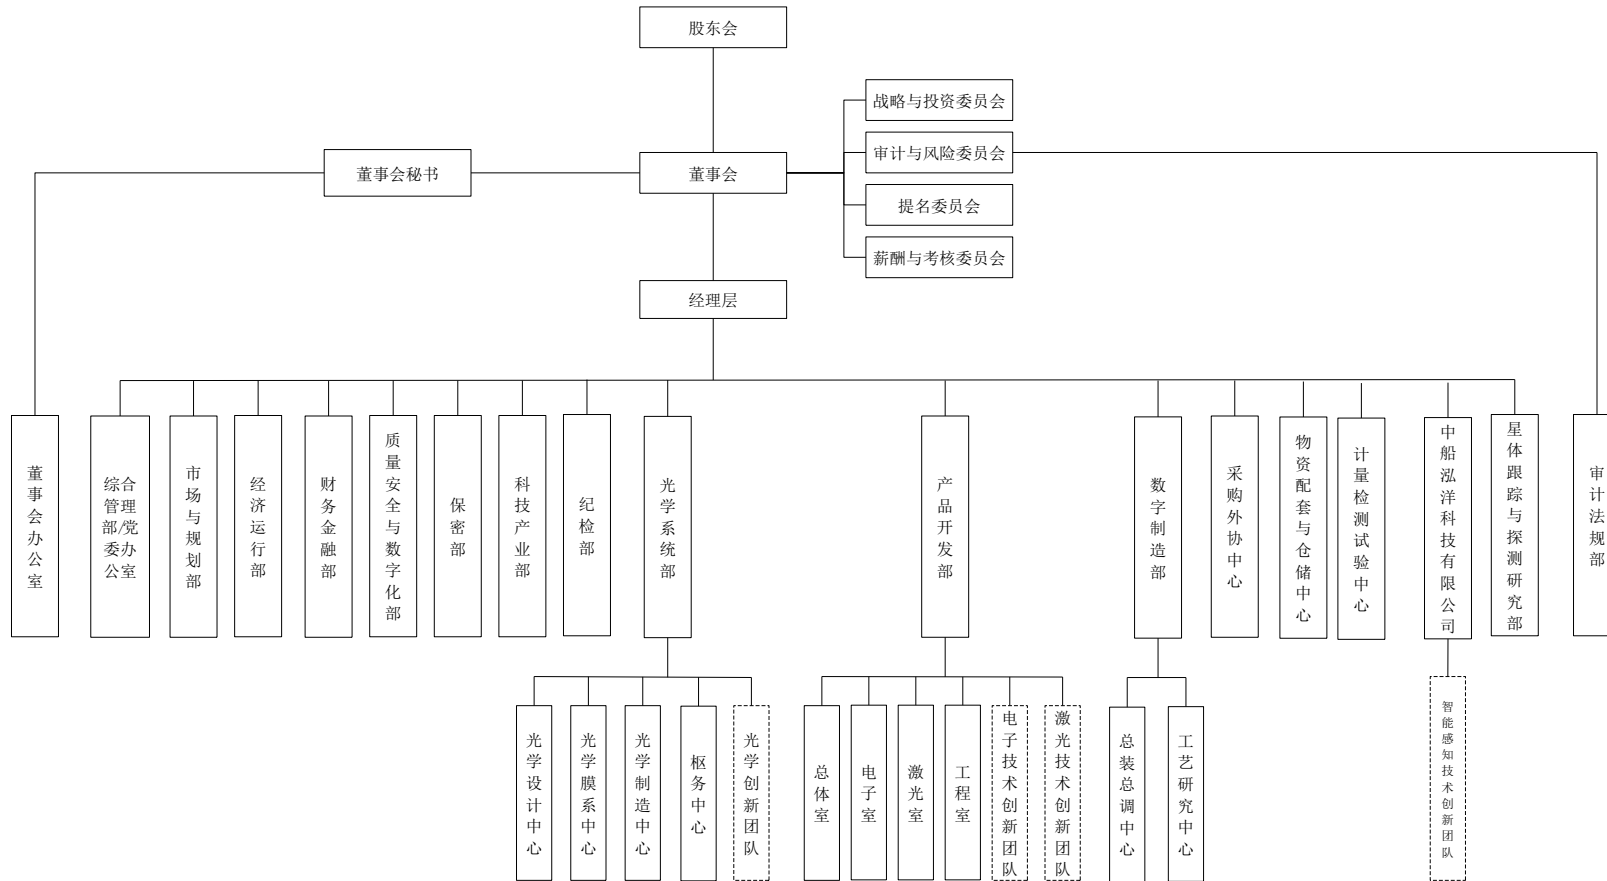 股东会
战略与投资委员会
审计与风险委员会
董事会秘书
董事会
提名委员会
薪酬与考核委员会
经理层
董事会办公室
综合管理部/党委办公室
市场与规划部
经济运行部
财务金融部
质量安全与数字化部
保密部
科技产业部
纪检部
光学系统部
产品开发部
数字制造部
采购外协中心
物资配套与仓储中心
计量检测试验中心
中船泓洋科技有限公司
星体跟踪与探测研究部
审计法规部
光学设计中心
光学膜系中心
光学制造中心
枢务中心
光学创新团队
总体室
电子室
激光室
工程室
电子技术创新团队
激光技术创新团队
总装总调中心
工艺研究中心
智能感知技术创新团队